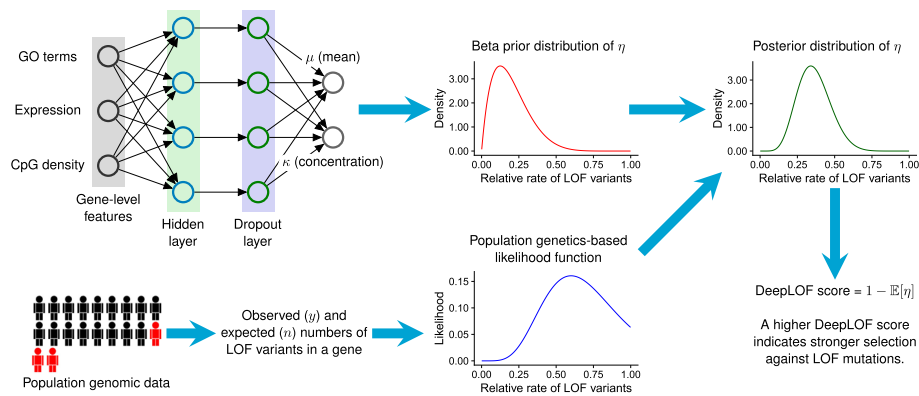 GO terms
Expression
CpG density
Gene-level
features
Hidden
layer
Dropout
layer
μ (mean)
κ (concentration)
Beta prior distribution of η
Density
3.00
2.00
1.00
0.00
0.00 0.25 0.50 0.75 1.00
Relative rate of LOF variants
Posterior distribution of η
Density
3.00
2.00
1.00
0.00
0.00 0.25 0.50 0.75 1.00
Relative rate of LOF variants
Population genomic data
Observed (y) and
expected (n) numbers of
LOF variants in a gene
Population genetics-based
likelihood function
Likelihood
0.15
0.10
0.05
0.00
0.00 0.25 0.50 0.75 1.00
Relative rate of LOF variants
DeepLOF score = 1 − 𝔼[η]
A higher DeepLOF score
indicates stronger selection
against LOF mutations.